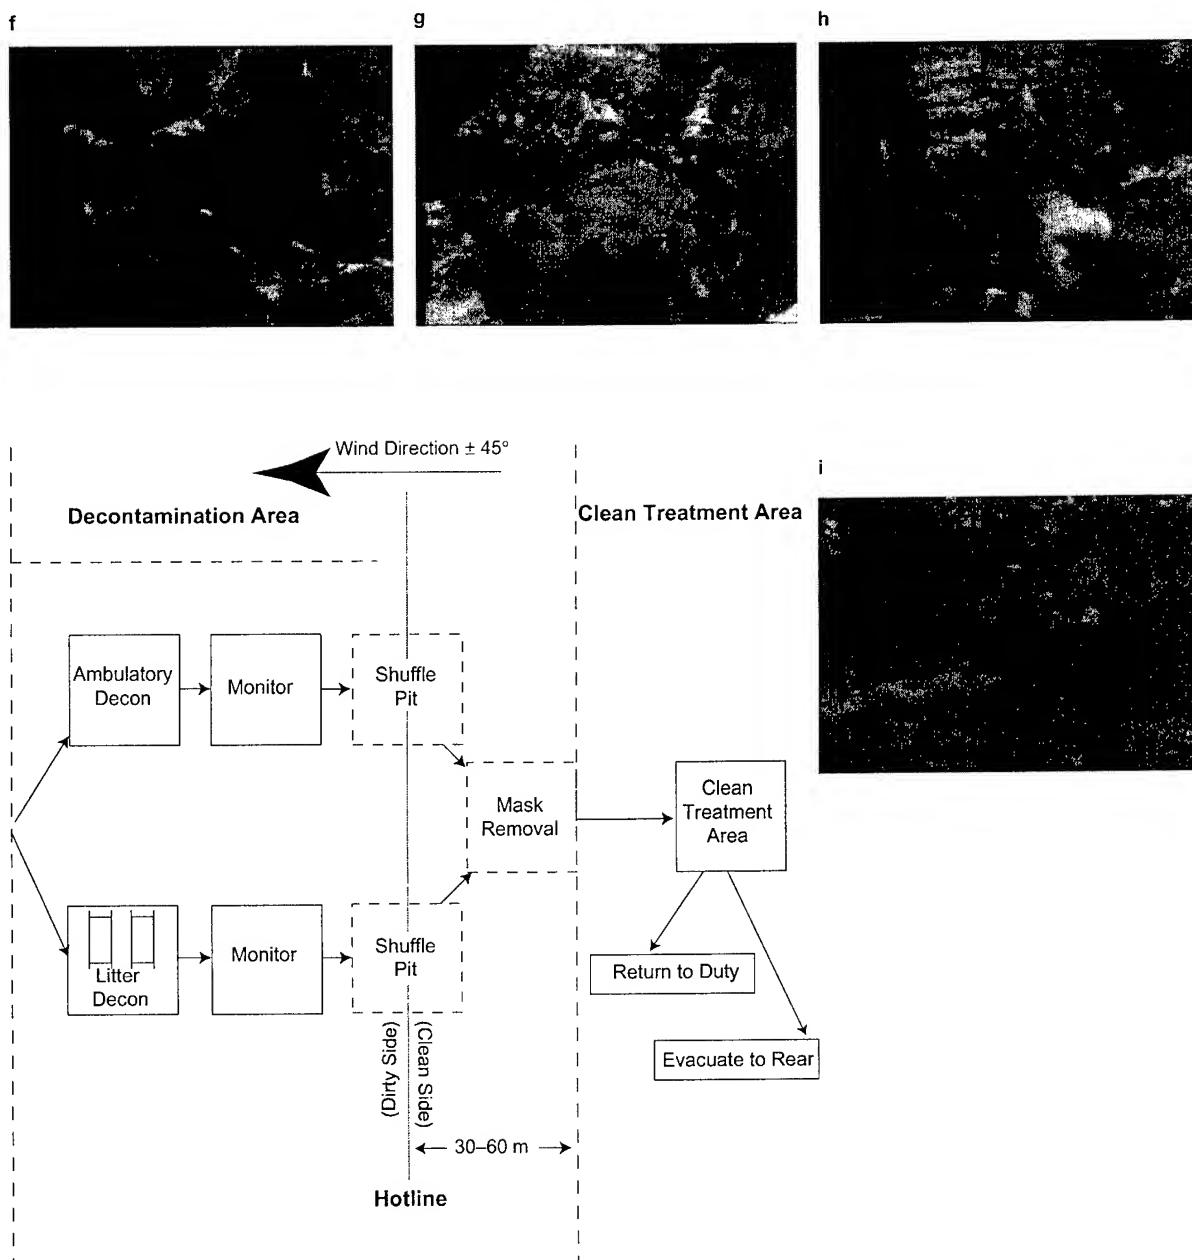 f
g
h
Wind Direction ± 45°
Decontamination Area
Clean Treatment Area
i
Ambulatory
Decon
Monitor
Shuffle
Pit
Mask
Removal
Clean
Treatment
Area
Litter
Decon
Monitor
Shuffle
Pit
Return to Duty
Evacuate to Rear
(Dirty Side)
(Clean Side)
30–60 m
Hotline